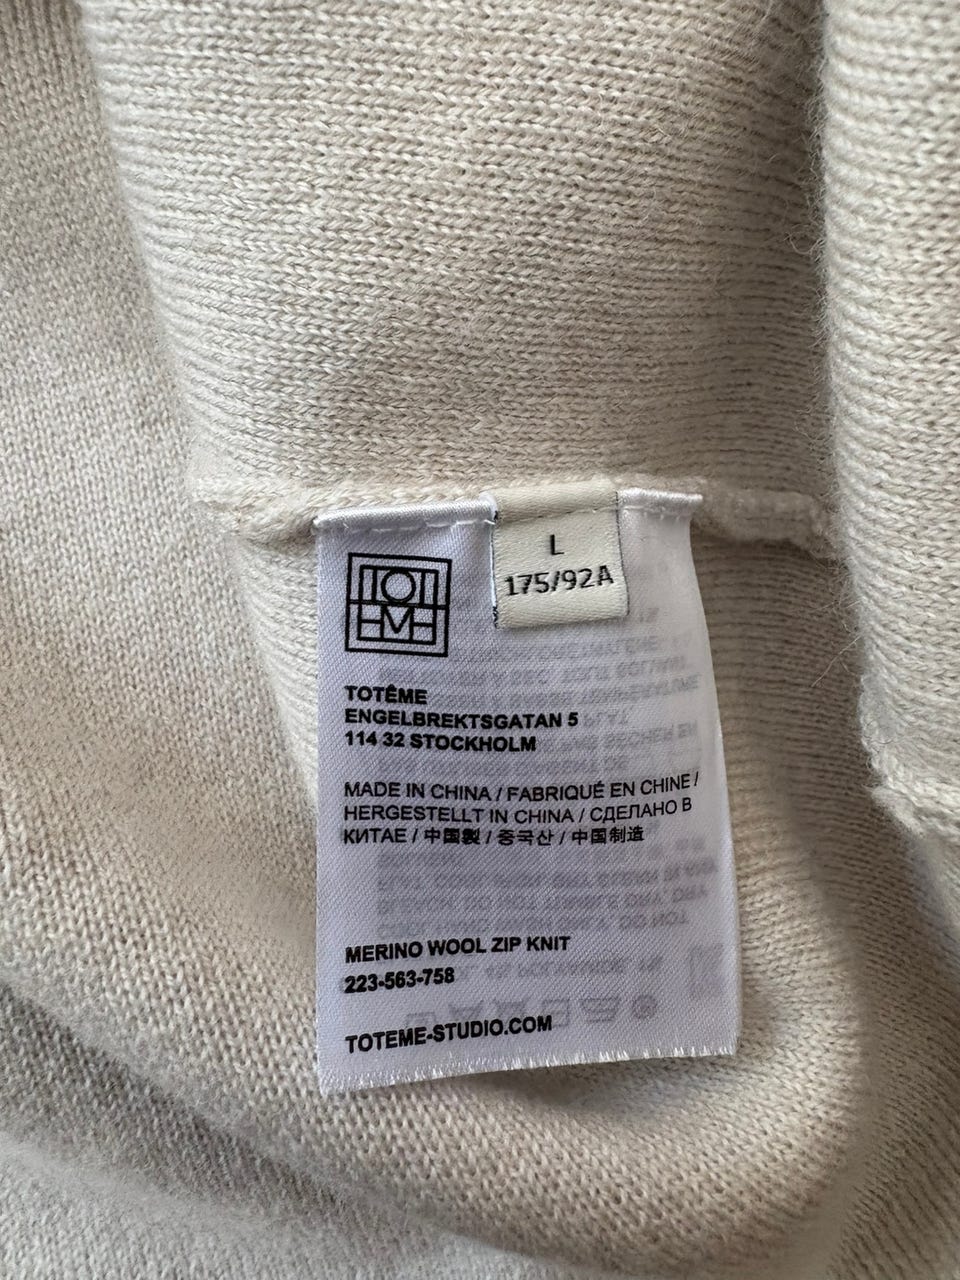 L
175/92A
TOTÊME
ENGELBREKTSGATAN 5
114 32 STOCKHOLM
MADE IN CHINA / FABRIQUÉ EN CHINE /
HERGESTELLT IN CHINA / СДЕЛАНО В
КИТАЕ / 中国製 / 중국산 / 中国制造
MERINO WOOL ZIP KNIT
223-563-758
TOTEME-STUDIO.COM